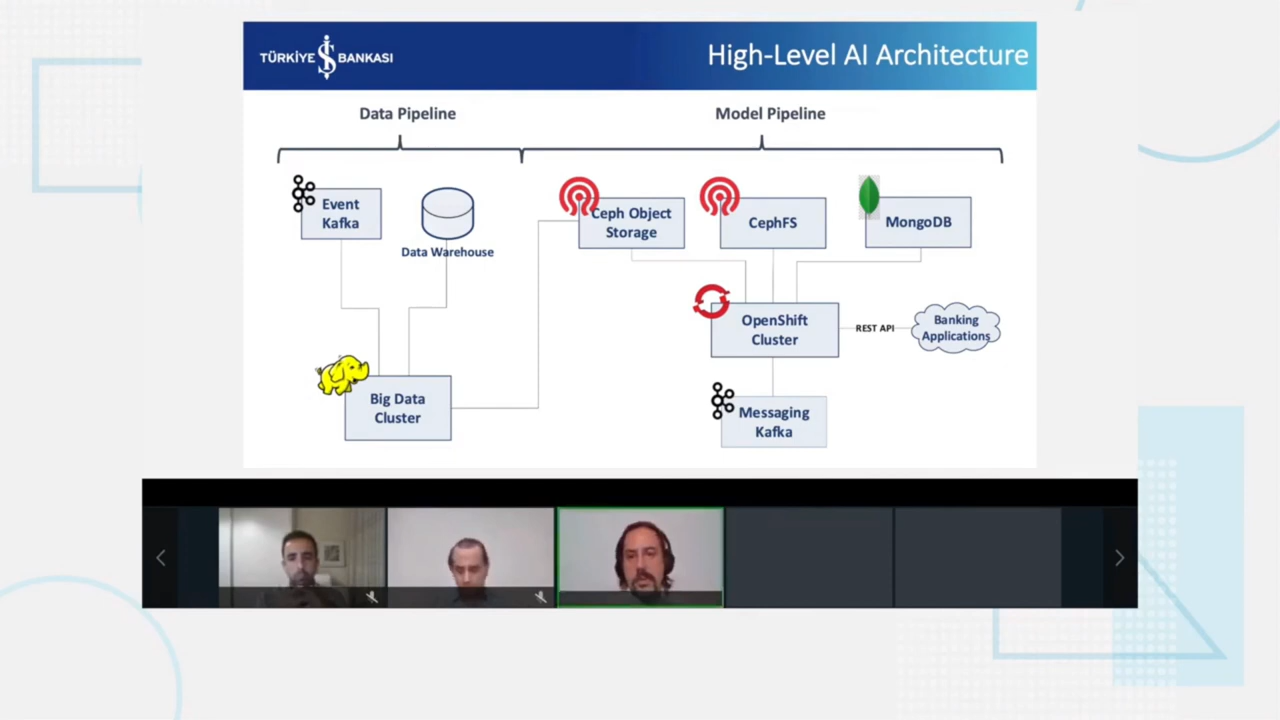 TÜRKİYE İŞ BANKASI
High-Level AI Architecture
Data Pipeline
Model Pipeline
Event
Kafka
Data Warehouse
Ceph Object
Storage
CephFS
MongoDB
OpenShift
Cluster
REST API
Banking
Applications
Big Data
Cluster
Messaging
Kafka